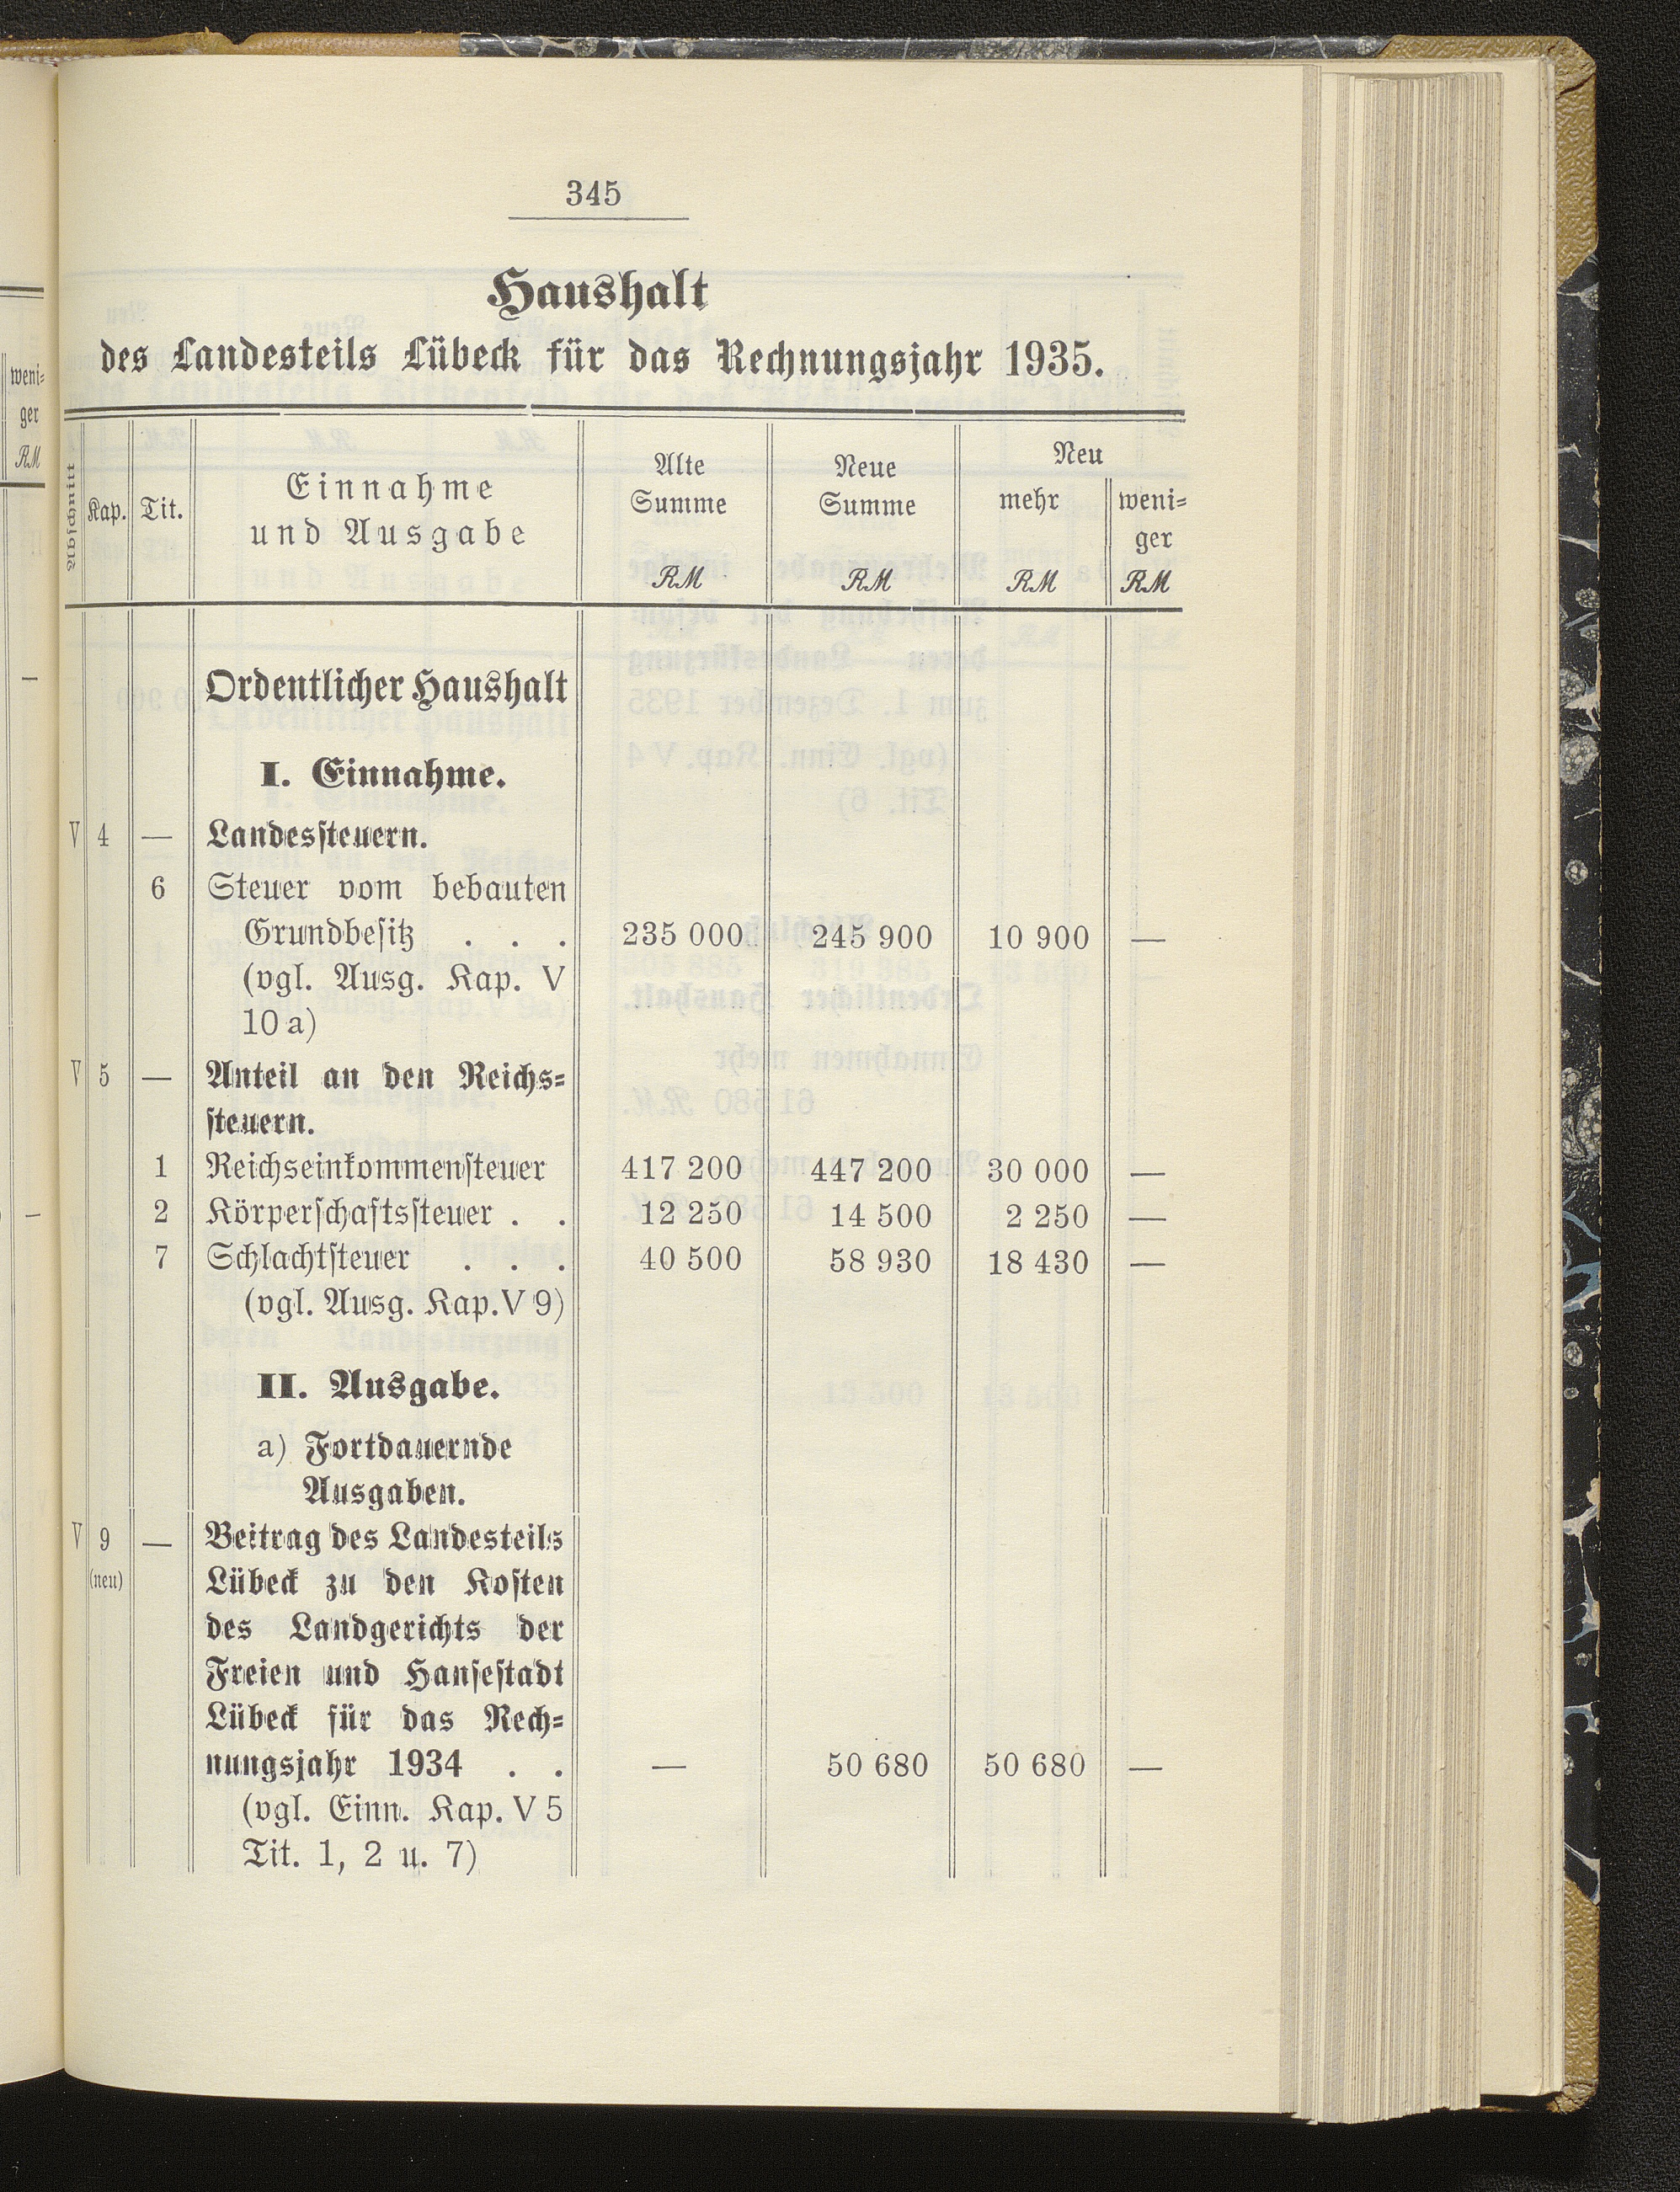 345
Haushalt
des Landesteils Lübeck für das Rechnungsjahr 1935.
Abschnitt Kap. Tit. Einnahme und Ausgabe Alte Summe RM Neue Summe RM Neu mehr RM weni-ger RM
Ordentlicher Haushalt
I. Einnahme.
V 4 — Landessteuern.
6 Steuer vom bebauten
Grundbesitz . . . 235 000 245 900 10 900 —
(vgl. Ausg. Kap. V
10 a)
V 5 — Anteil an den Reichs-
steuern.
1 Reichseinkommensteuer 417 200 447 200 30 000 —
2 Körperschaftssteuer . . 12 250 14 500 2 250 —
7 Schlachtsteuer . . . 40 500 58 930 18 430 —
(vgl. Ausg. Kap. V 9)
II. Ausgabe.
a) Fortdauernde
Ausgaben.
V 9 — Beitrag des Landesteils
(neu) Lübeck zu den Kosten
des Landgerichts der
Freien und Hansestadt
Lübeck für das Rech-
nungsjahr 1934 . . — 50 680 50 680 —
(vgl. Einn. Kap. V 5
Tit. 1, 2 u. 7)
weni-
ger
RM